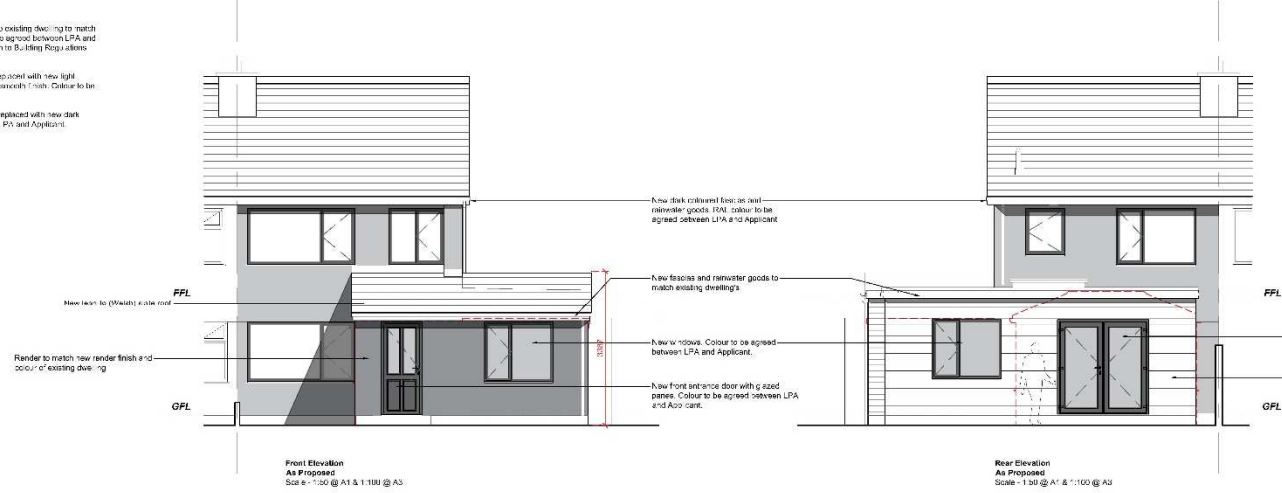 existing dwelling to match
agreed between LPA and
to Building Regulations
replaced with new light
smooth finish. Colour to be
replaced with new dark
LPA and Applicant.
New dark coloured fascias and
rainwater goods. RAL colour to be
agreed between LPA and Applicant
New fascias and rainwater goods to
match existing dwelling's
FFL
FFL
New lean-to (Welsh) slate roof
New windows. Colour to be agreed
between LPA and Applicant.
Render to match new render finish and
colour of existing dwelling
New front entrance door with glazed
panes. Colour to be agreed between LPA
and Applicant.
GFL
GFL
Front Elevation
As Proposed
Scale - 1:50 @ A1 & 1:100 @ A3
Rear Elevation
As Proposed
Scale - 1:50 @ A1 & 1:100 @ A3